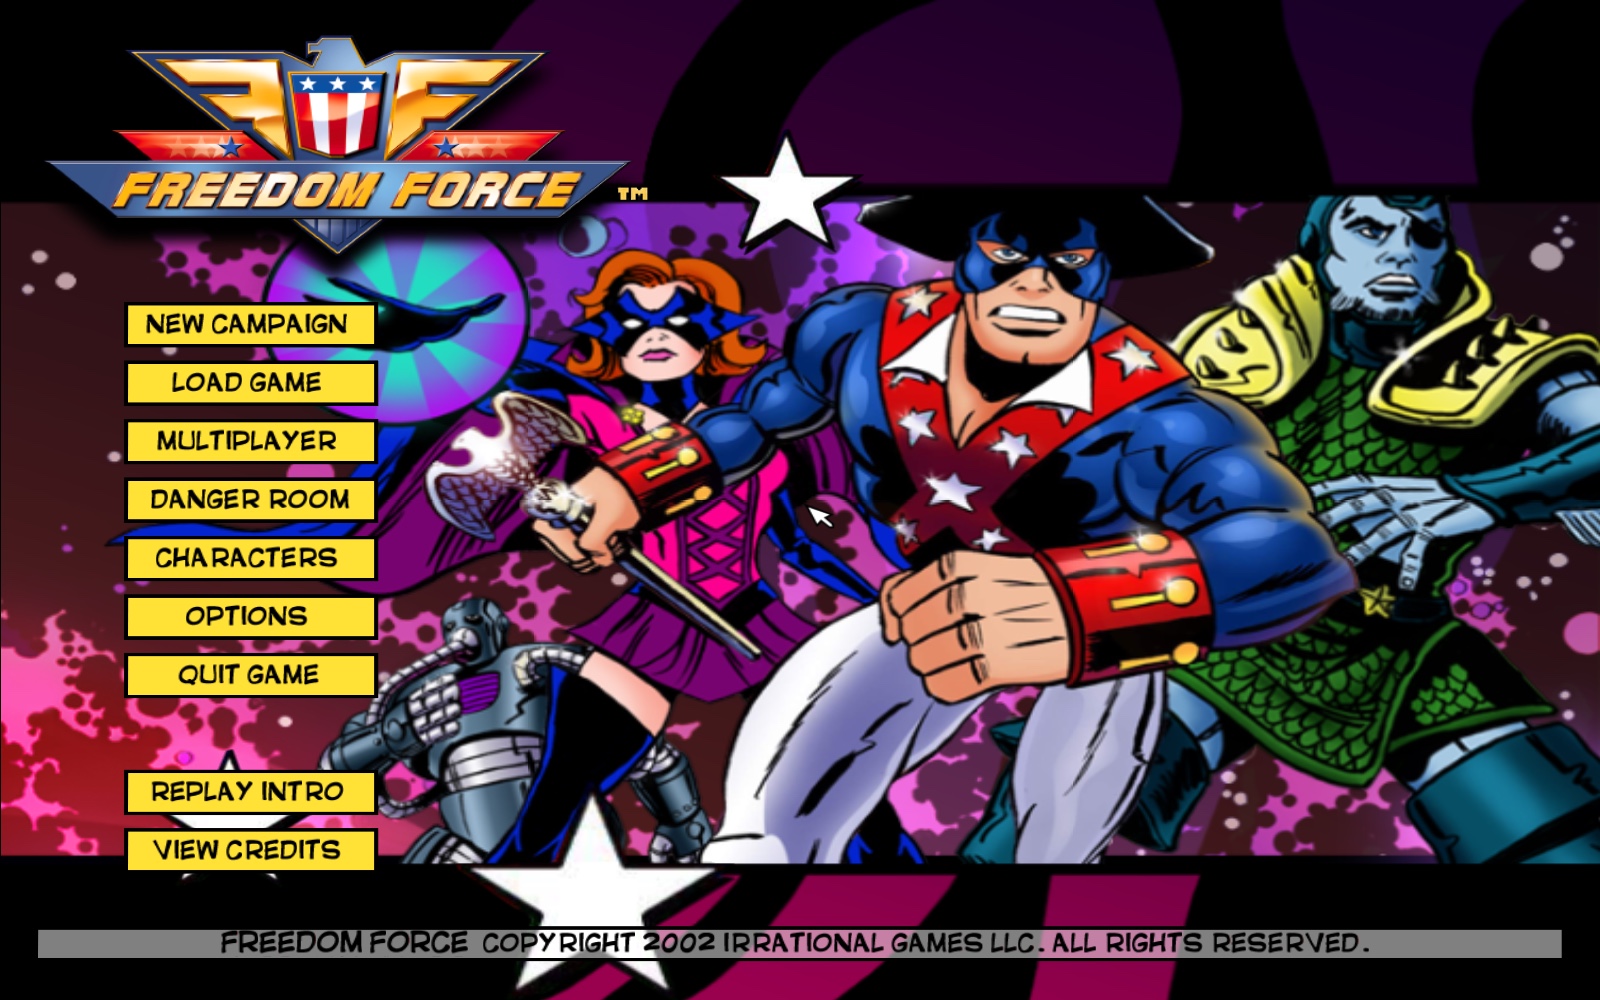 FREEDOM FORCE TM
NEW CAMPAIGN
LOAD GAME
MULTIPLAYER
DANGER ROOM
CHARACTERS
OPTIONS
QUIT GAME
REPLAY INTRO
VIEW CREDITS
FREEDOM FORCE COPYRIGHT 2002 IRRATIONAL GAMES LLC. ALL RIGHTS RESERVED.